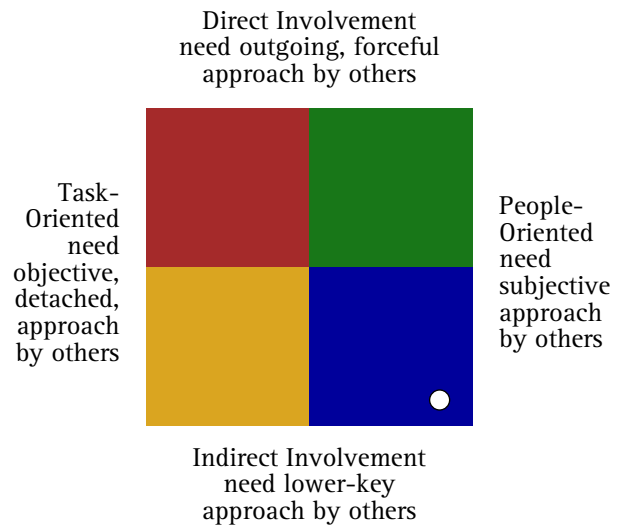 Direct Involvement
need outgoing, forceful
approach by others
Task-
Oriented
need
objective,
detached,
approach
by others
People-
Oriented
need
subjective
approach
by others
Indirect Involvement
need lower-key
approach by others